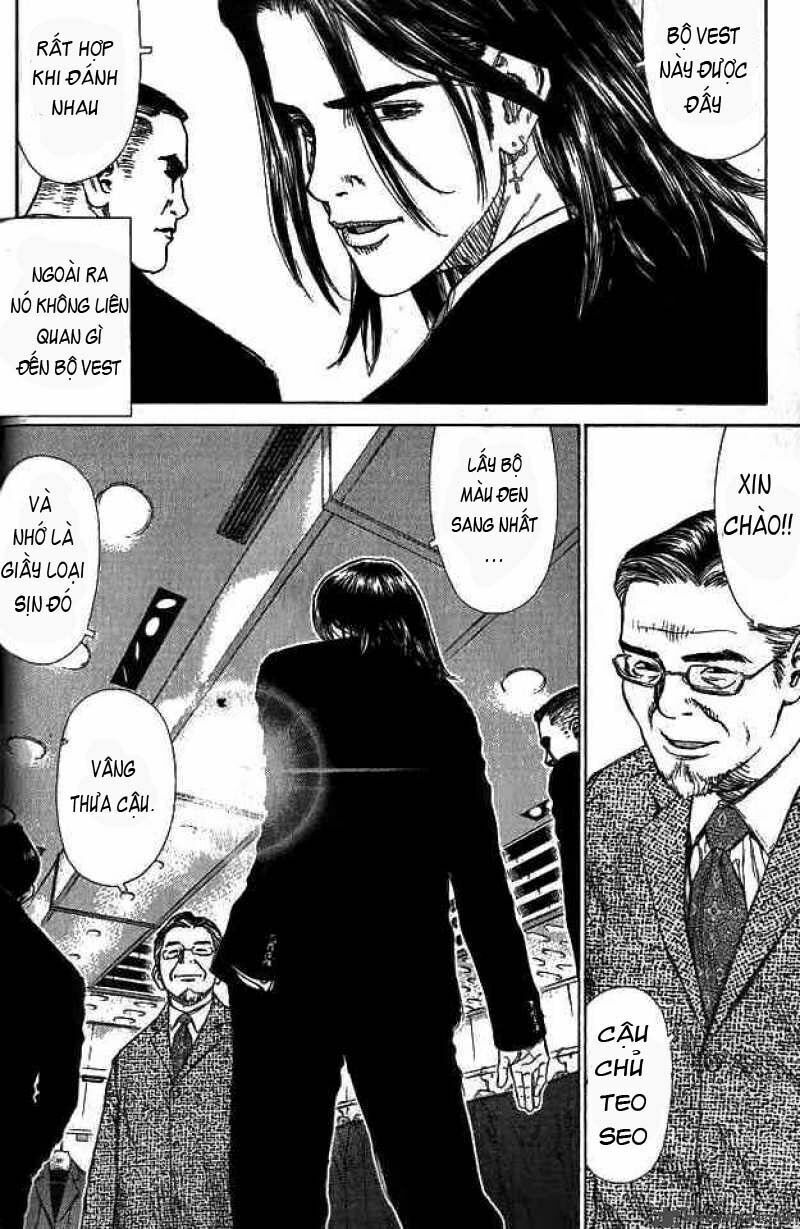 BỘ VEST
NÀY ĐƯỢC
ĐẤY
RẤT HỢP
KHI ĐÁNH
NHAU
NGOÀI RA
NÓ KHÔNG LIÊN
QUAN GÌ
ĐẾN BỘ VEST
XIN
CHÀO!!
CẬU
CHỦ
TEO
SEO
LẤY BỘ
MÀU ĐEN
SANG NHẤT
...
VÀ
NHỚ LÀ
GIẦY LOẠI
SỊN ĐÓ
VÂNG
THƯA CẬU.